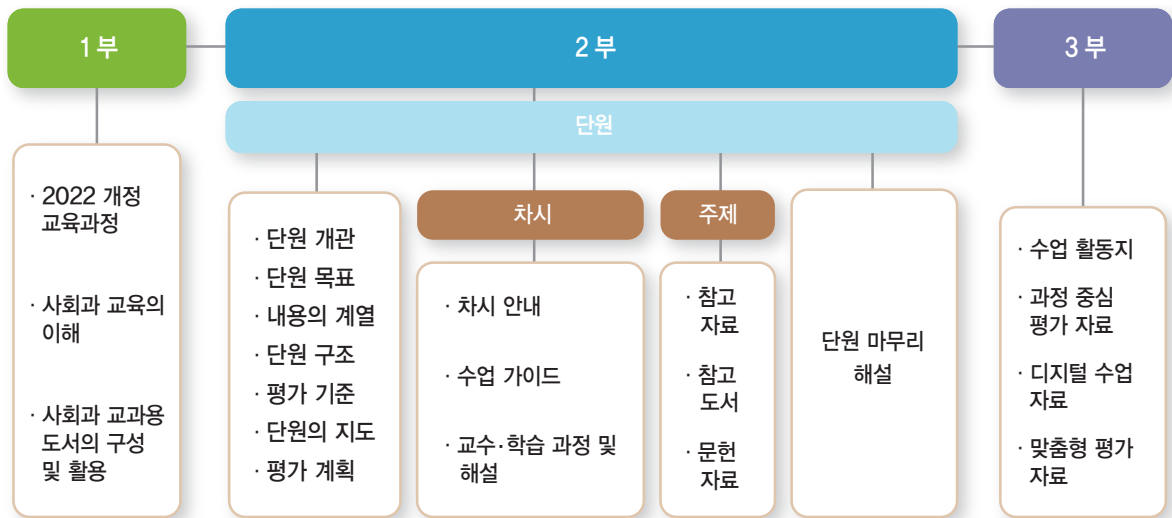 1부
2부
3부
단원
· 2022 개정
교육과정
· 사회과 교육의
이해
· 사회과 교과용
도서의 구성
및 활용
· 단원 개관
· 단원 목표
· 내용의 계열
· 단원 구조
· 평가 기준
· 단원의 지도
· 평가 계획
차시
· 차시 안내
· 수업 가이드
· 교수·학습 과정 및
해설
주제
· 참고
자료
· 참고
도서
· 문헌
자료
단원 마무리
해설
· 수업 활동지
· 과정 중심
평가 자료
· 디지털 수업
자료
· 맞춤형 평가
자료